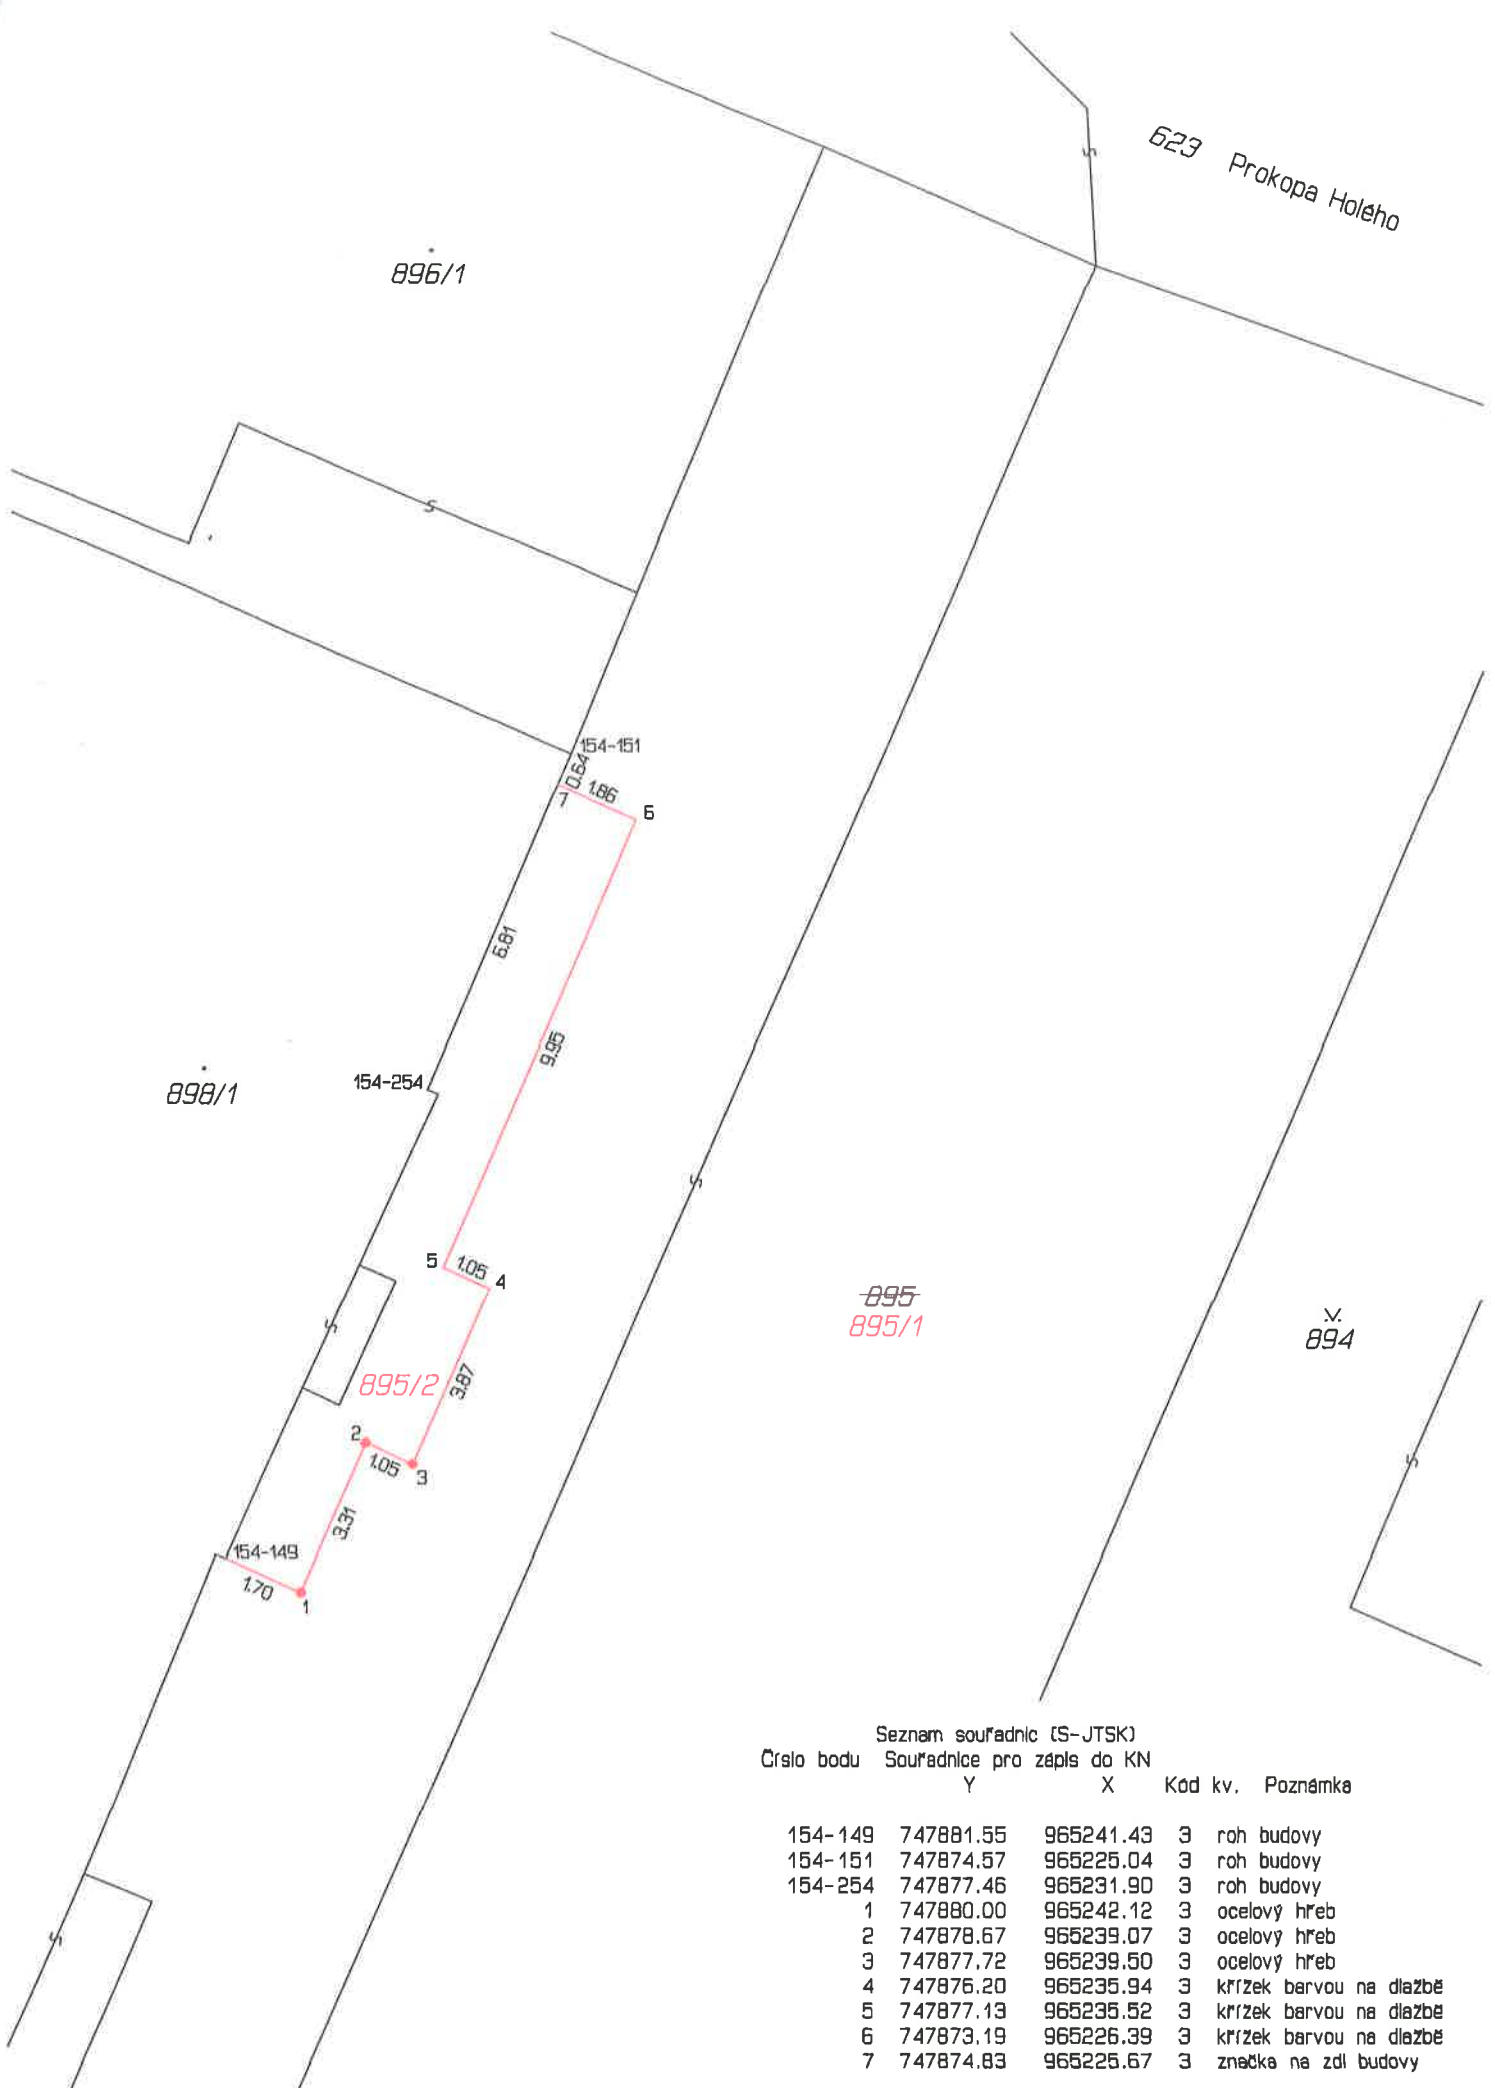 623 Prokopa Holého
896/1
154-151
0.64
1.86
7
6
6.81
9.95
154-254
898/1
5
1.05
4
895
895/1
894
895/2
3.87
2
1.05
3
3.31
154-149
1.70
1
Seznam souřadnic (S-JTSK)
Číslo bodu Souřadnice pro zápis do KN
Y X Kód kv. Poznámka
154-149 747881.55 965241.43 3 roh budovy
154-151 747874.57 965225.04 3 roh budovy
154-254 747877.46 965231.90 3 roh budovy
1 747880.00 965242.12 3 ocelový hřeb
2 747878.67 965239.07 3 ocelový hřeb
3 747877.72 965239.50 3 ocelový hřeb
4 747876.20 965235.94 3 křížek barvou na dlažbě
5 747877.13 965235.52 3 křížek barvou na dlažbě
6 747873.19 965226.39 3 křížek barvou na dlažbě
7 747874.83 965225.67 3 značka na zdi budovy